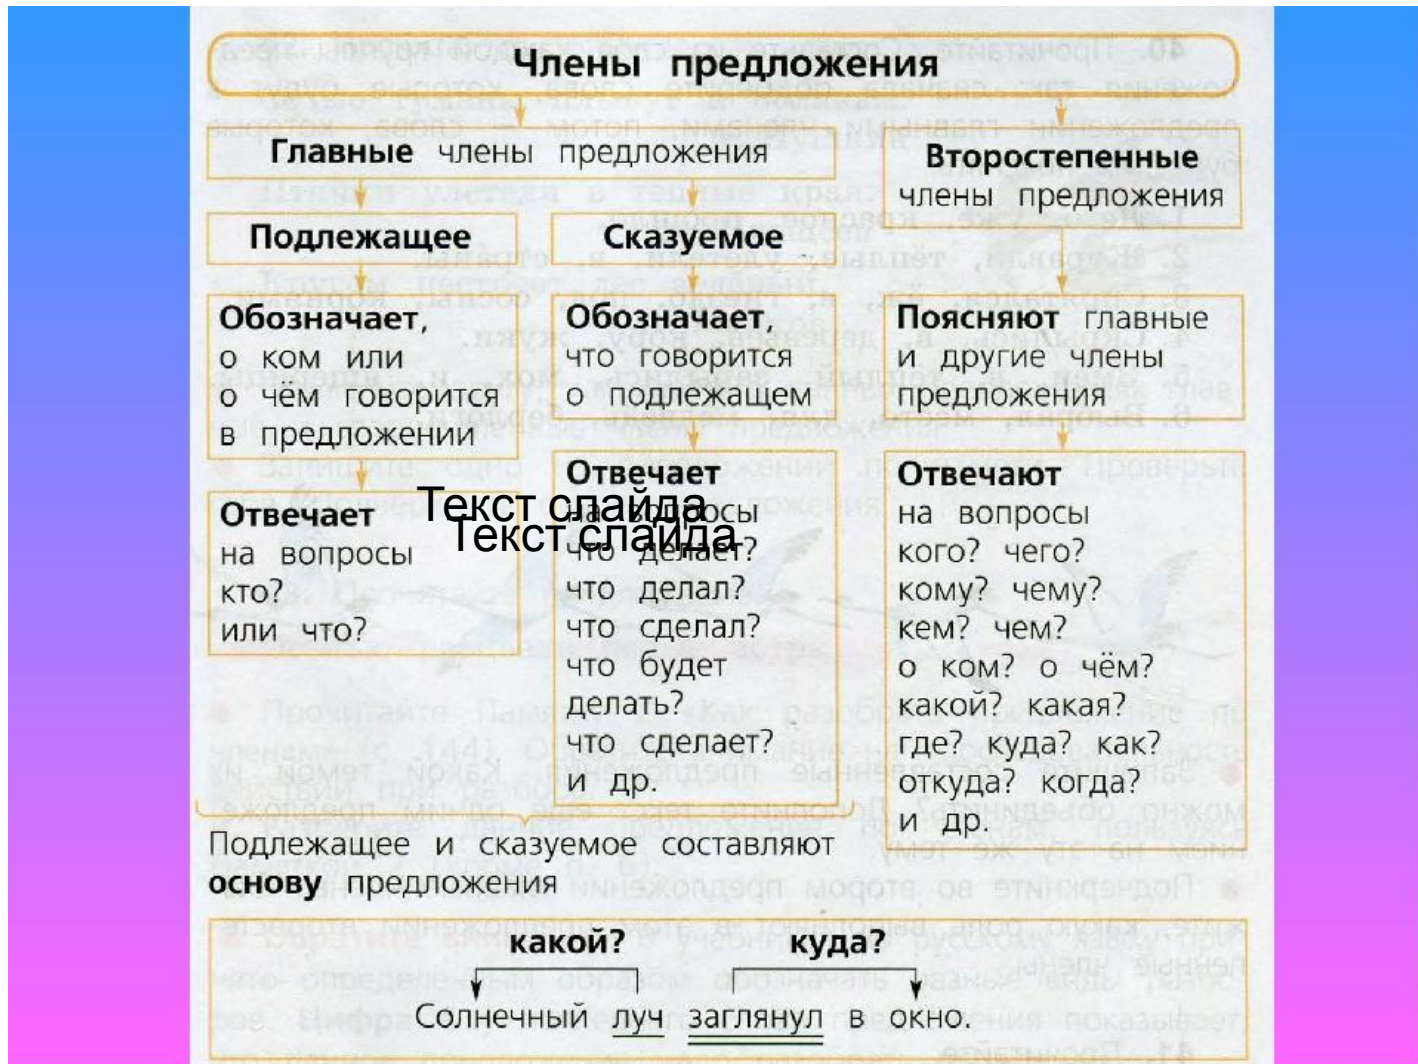 Члены предложения
Главные члены предложения
Второстепенные
члены предложения
Подлежащее
Сказуемое
Обозначает,
о ком или
о чём говорится
в предложении
Обозначает,
что говорится
о подлежащем
Поясняют главные
и другие члены
предложения
Отвечает
на вопросы
кто?
или что?
Текст слайда
Текст слайда
Отвечает
на вопросы
что делает?
что делал?
что сделал?
что будет
делать?
что сделает?
и др.
Отвечают
на вопросы
кого? чего?
кому? чему?
кем? чем?
о ком? о чём?
какой? какая?
где? куда? как?
откуда? когда?
и др.
Подлежащее и сказуемое составляют
основу предложения
какой? куда?
Солнечный луч заглянул в окно.